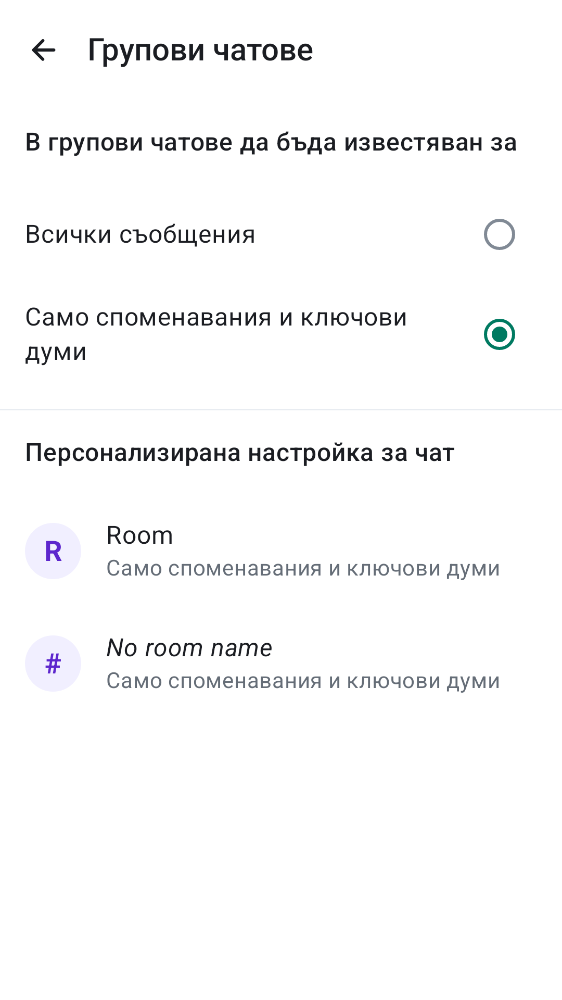 Групови чатове
В групови чатове да бъда известяван за
Всички съобщения
Само споменавания и ключови
думи
Персонализирана настройка за чат
R
Room
Само споменавания и ключови думи
#
No room name
Само споменавания и ключови думи